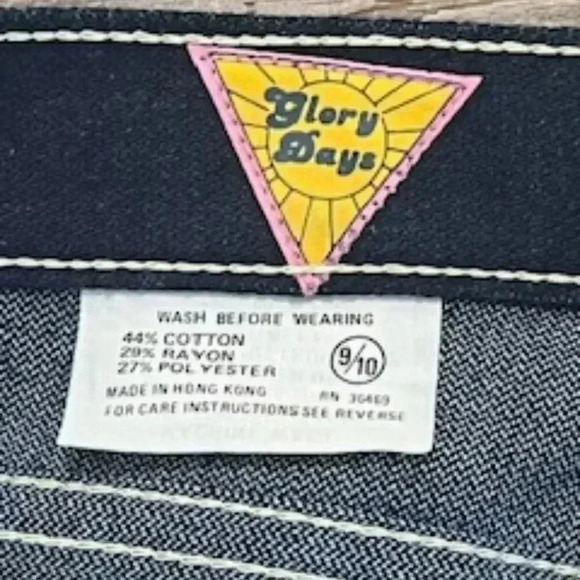 Glory
Days
WASH BEFORE WEARING
44% COTTON
29% RAYON
27% POLYESTER
9/10
MADE IN HONG KONG RN 36469
FOR CARE INSTRUCTIONS SEE REVERSE